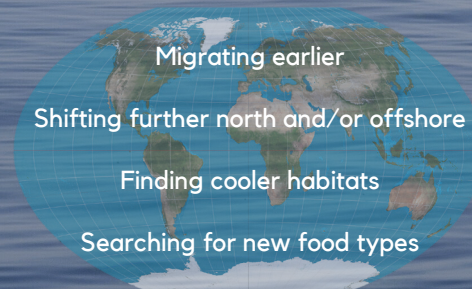 Migrating earlier
Shifting further north and/or offshore
Finding cooler habitats
Searching for new food types